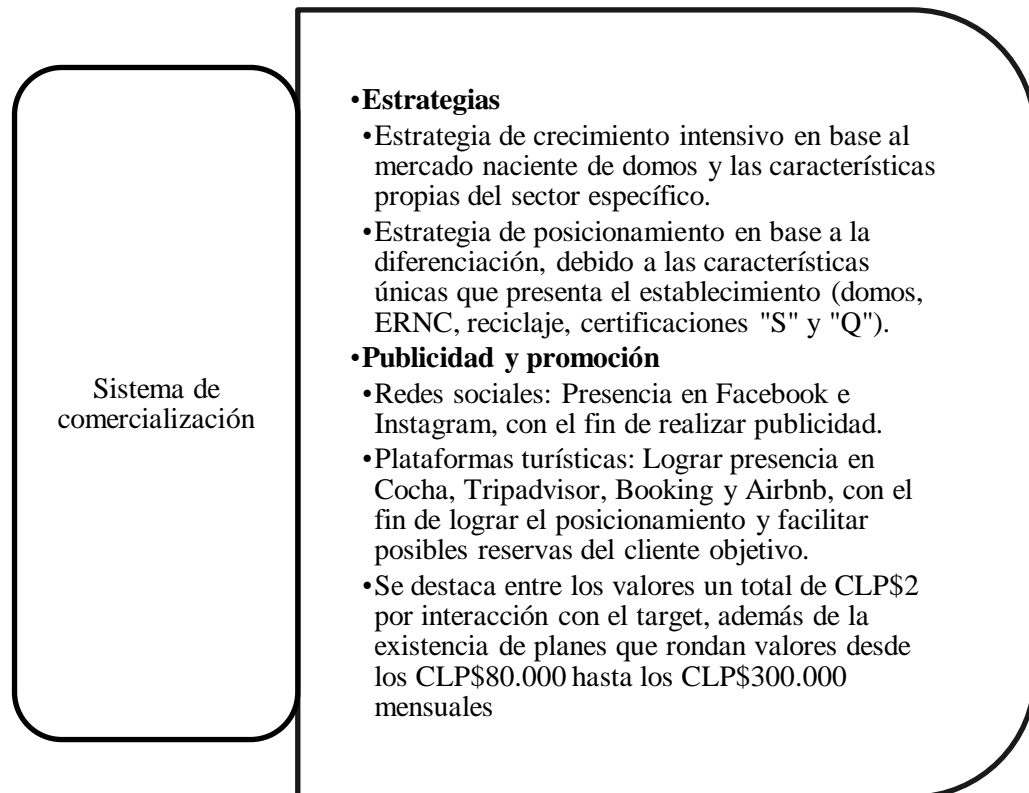 Sistema de
comercialización
•Estrategias
•Estrategia de crecimiento intensivo en base al
mercado naciente de domos y las características
propias del sector específico.
•Estrategia de posicionamiento en base a la
diferenciación, debido a las características
únicas que presenta el establecimiento (domos,
ERNC, reciclaje, certificaciones "S" y "Q").
•Publicidad y promoción
•Redes sociales: Presencia en Facebook e
Instagram, con el fin de realizar publicidad.
•Plataformas turísticas: Lograr presencia en
Cocha, Tripadvisor, Booking y Airbnb, con el
fin de lograr el posicionamiento y facilitar
posibles reservas del cliente objetivo.
•Se destaca entre los valores un total de CLP$2
por interacción con el target, además de la
existencia de planes que rondan valores desde
los CLP$80.000 hasta los CLP$300.000
mensuales